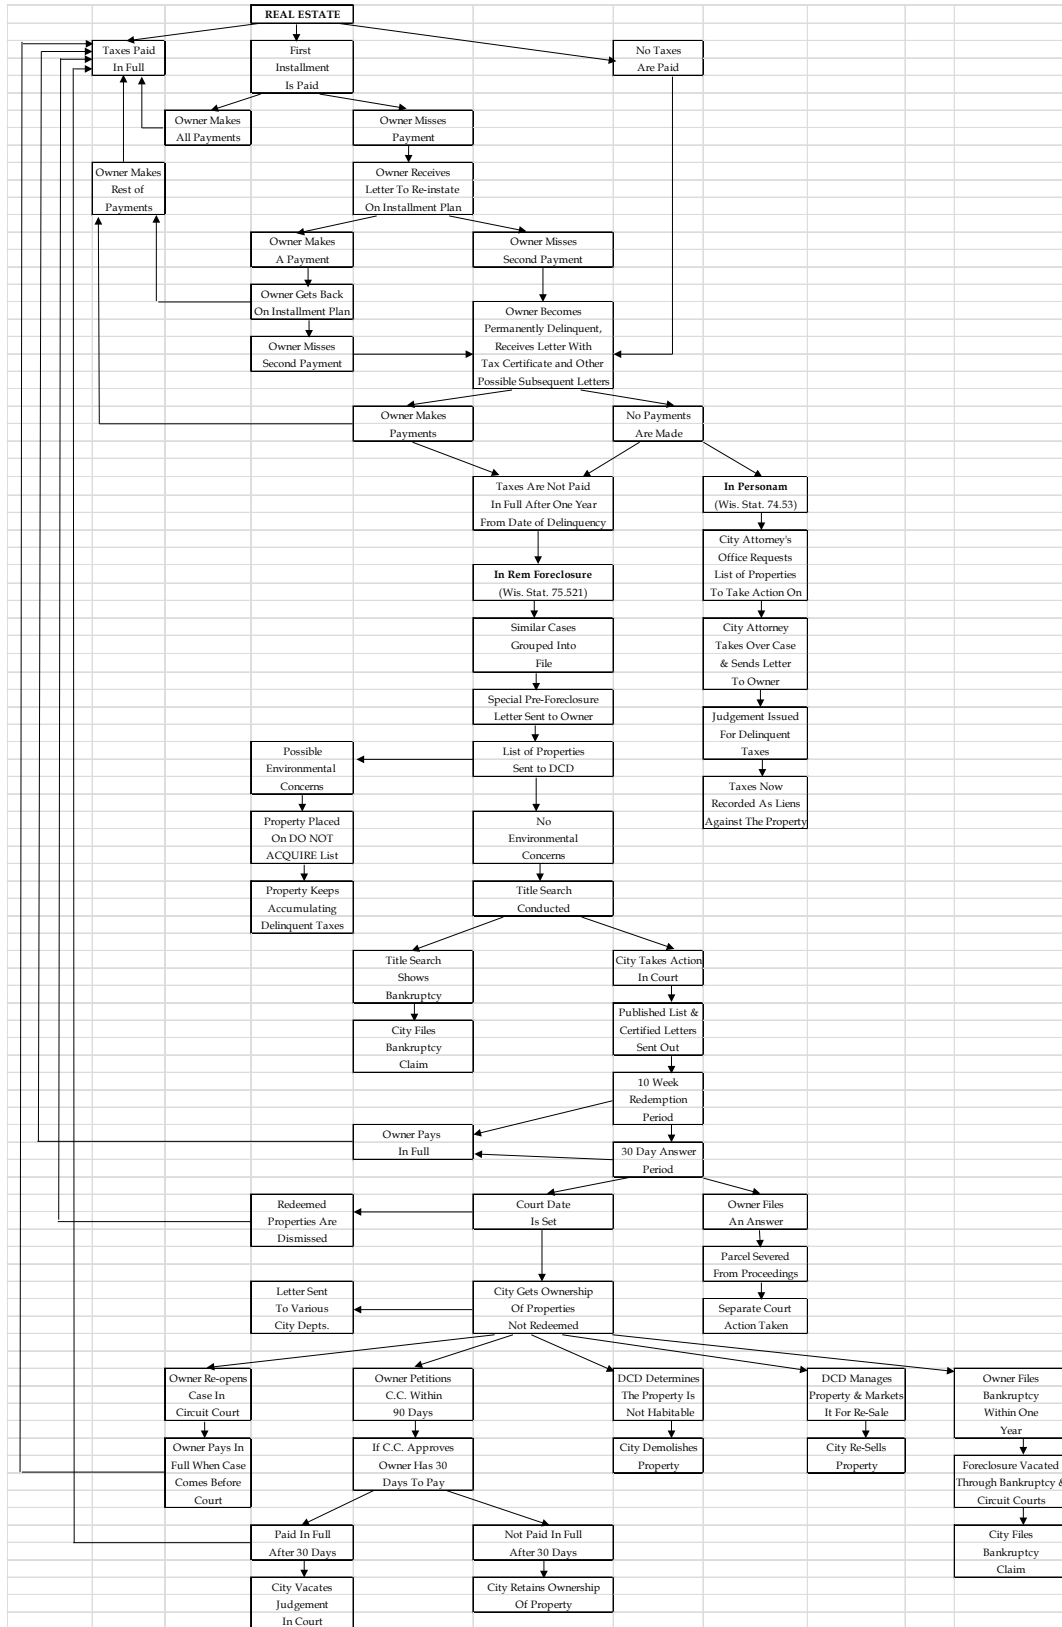 REAL ESTATE
Taxes Paid
In Full
First
Installment
Is Paid
No Taxes
Are Paid
Owner Makes
All Payments
Owner Misses
Payment
Owner Makes
Rest of
Payments
Owner Receives
Letter To Re-instate
On Installment Plan
Owner Makes
A Payment
Owner Misses
Second Payment
Owner Gets Back
On Installment Plan
Owner Becomes
Permanently Delinquent,
Receives Letter With
Tax Certificate and Other
Possible Subsequent Letters
Owner Misses
Second Payment
Owner Makes
Payments
No Payments
Are Made
Taxes Are Not Paid
In Full After One Year
From Date of Delinquency
In Personam
(Wis. Stat. 74.53)
City Attorney's
Office Requests
List of Properties
To Take Action On
In Rem Foreclosure
(Wis. Stat. 75.521)
Similar Cases
Grouped Into
File
City Attorney
Takes Over Case
& Sends Letter
To Owner
Special Pre-Foreclosure
Letter Sent to Owner
Judgement Issued
For Delinquent
Taxes
Possible
Environmental
Concerns
List of Properties
Sent to DCD
Taxes Now
Recorded As Liens
Against The Property
Property Placed
On DO NOT
ACQUIRE List
No
Environmental
Concerns
Property Keeps
Accumulating
Delinquent Taxes
Title Search
Conducted
Title Search
Shows
Bankruptcy
City Takes Action
In Court
City Files
Bankruptcy
Claim
Published List &
Certified Letters
Sent Out
10 Week
Redemption
Period
Owner Pays
In Full
30 Day Answer
Period
Redeemed
Properties Are
Dismissed
Court Date
Is Set
Owner Files
An Answer
Parcel Severed
From Proceedings
Letter Sent
To Various
City Depts.
City Gets Ownership
Of Properties
Not Redeemed
Separate Court
Action Taken
Owner Re-opens
Case In
Circuit Court
Owner Petitions
C.C. Within
90 Days
DCD Determines
The Property Is
Not Habitable
DCD Manages
Property & Markets
It For Re-Sale
Owner Files
Bankruptcy
Within One
Year
Owner Pays In
Full When Case
Comes Before
Court
If C.C. Approves
Owner Has 30
Days To Pay
City Demolishes
Property
City Re-Sells
Property
Foreclosure Vacated
Through Bankruptcy &
Circuit Courts
Paid In Full
After 30 Days
Not Paid In Full
After 30 Days
City Files
Bankruptcy
Claim
City Vacates
Judgement
In Court
City Retains Ownership
Of Property